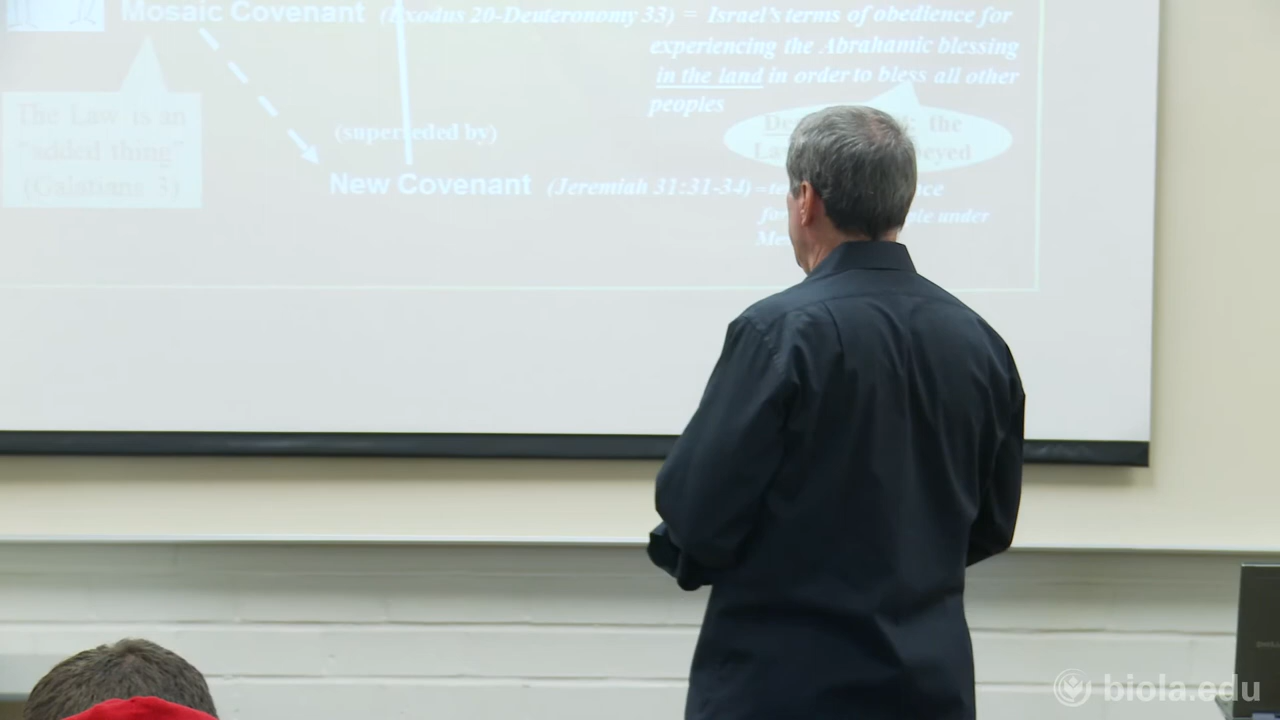 Mosaic Covenant (Exodus 20-Deuteronomy 33) = Israel's terms of obedience for
experiencing the Abrahamic blessing
in the land in order to bless all other
peoples
The Law is an
"added thing"
(Galatians 3)
(superseded by)
the
New Covenant (Jeremiah 31:31-34) =
under
biola.edu